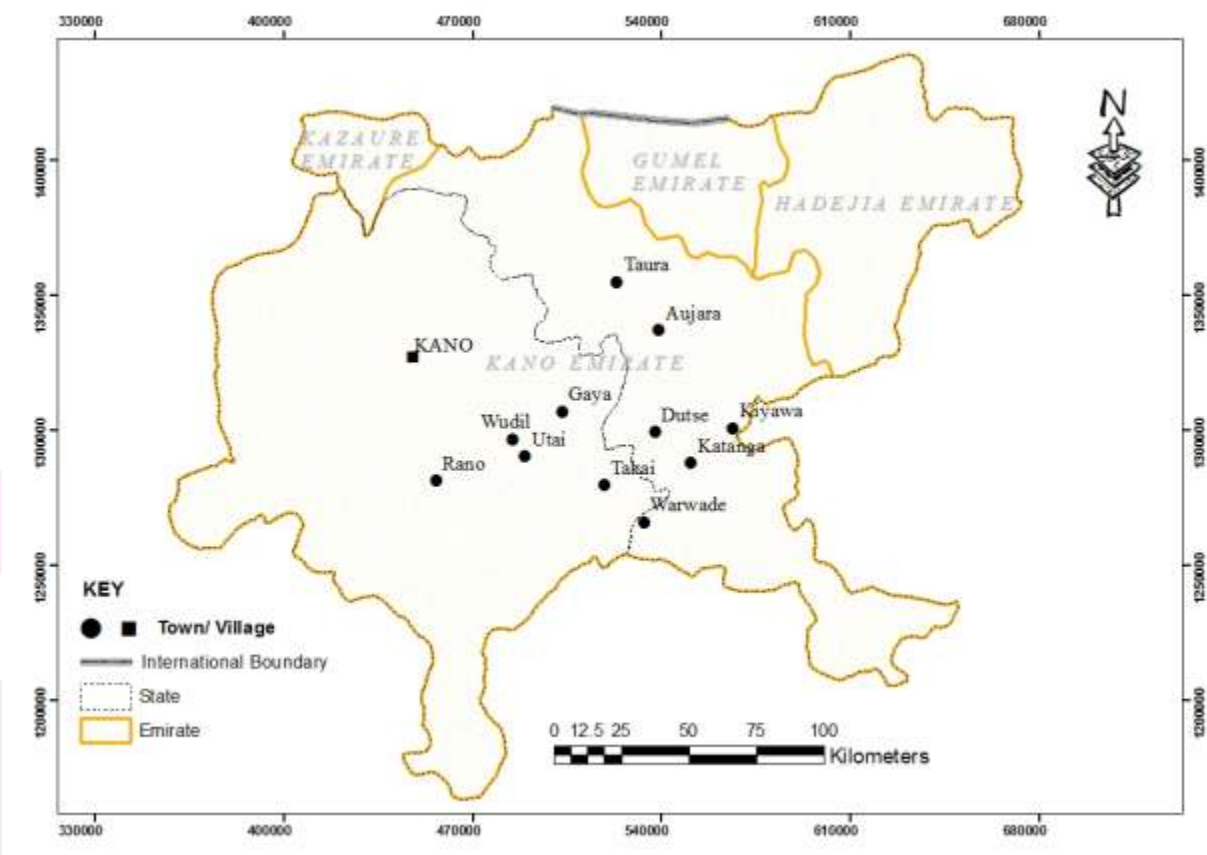 330000 400000 470000 540000 610000 680000
N
KAZAURE
EMIRATE
GUMEL
EMIRATE
HADEJIA EMIRATE
1400000 1400000
Taura
1350000 1350000
Aujara
KANO
KANO EMIRATE
Gaya
Wudil
Dutse
Kiyawa
1300000 1300000
Utai
Katanga
Rano
Takai
Warwade
1250000 1250000
KEY
Town/ Village
International Boundary
State
Emirate
1200000 1200000
0 12.5 25 50 75 100
Kilometers
330000 400000 470000 540000 610000 680000